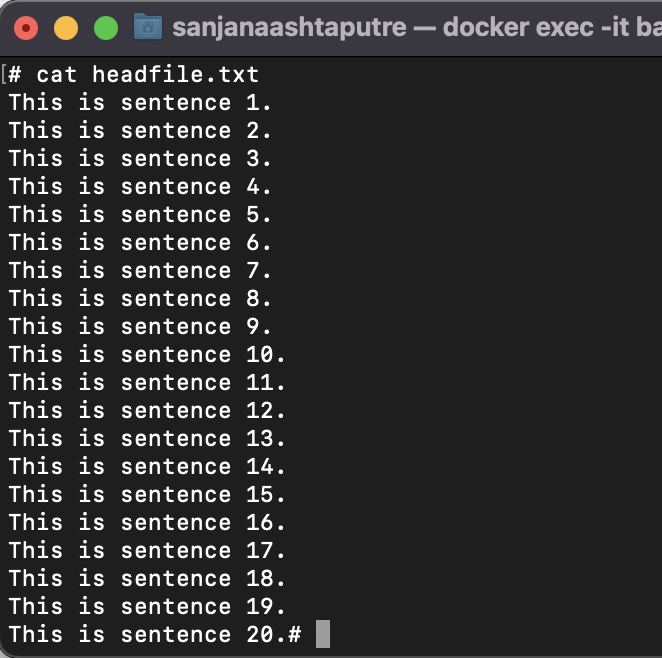 sanjanaashtaputre — docker exec -it ba
[# cat headfile.txt
This is sentence 1.
This is sentence 2.
This is sentence 3.
This is sentence 4.
This is sentence 5.
This is sentence 6.
This is sentence 7.
This is sentence 8.
This is sentence 9.
This is sentence 10.
This is sentence 11.
This is sentence 12.
This is sentence 13.
This is sentence 14.
This is sentence 15.
This is sentence 16.
This is sentence 17.
This is sentence 18.
This is sentence 19.
This is sentence 20.#